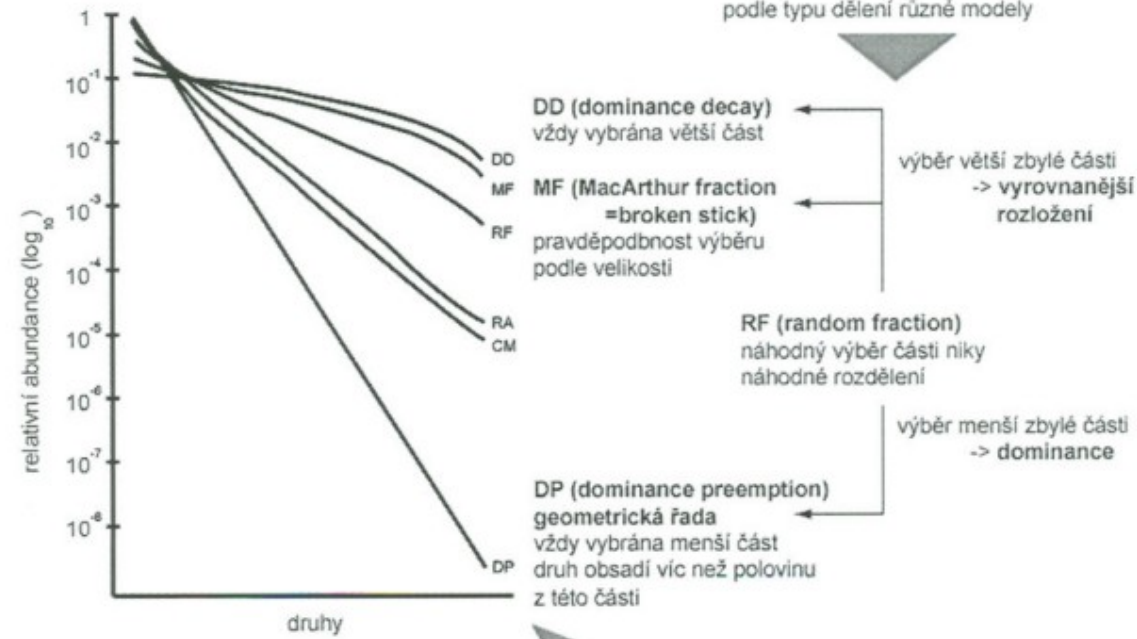 podle typu dělení různé modely
1
10⁻¹
10⁻²
10⁻³
10⁻⁴
10⁻⁵
10⁻⁶
10⁻⁷
10⁻⁸
relativní abundance (log₁₀)
druhy
DD
MF
RF
RA
CM
DP
DD (dominance decay)
vždy vybrána větší část
MF (MacArthur fraction
=broken stick)
pravděpodbnost výběru
podle velikosti
výběr větší zbylé části
-> vyrovnanější
rozložení
RF (random fraction)
náhodný výběr části niky
náhodné rozdělení
výběr menší zbylé části
-> dominance
DP (dominance preemption)
geometrická řada
vždy vybrána menší část
druh obsadí víc než polovinu
z této části